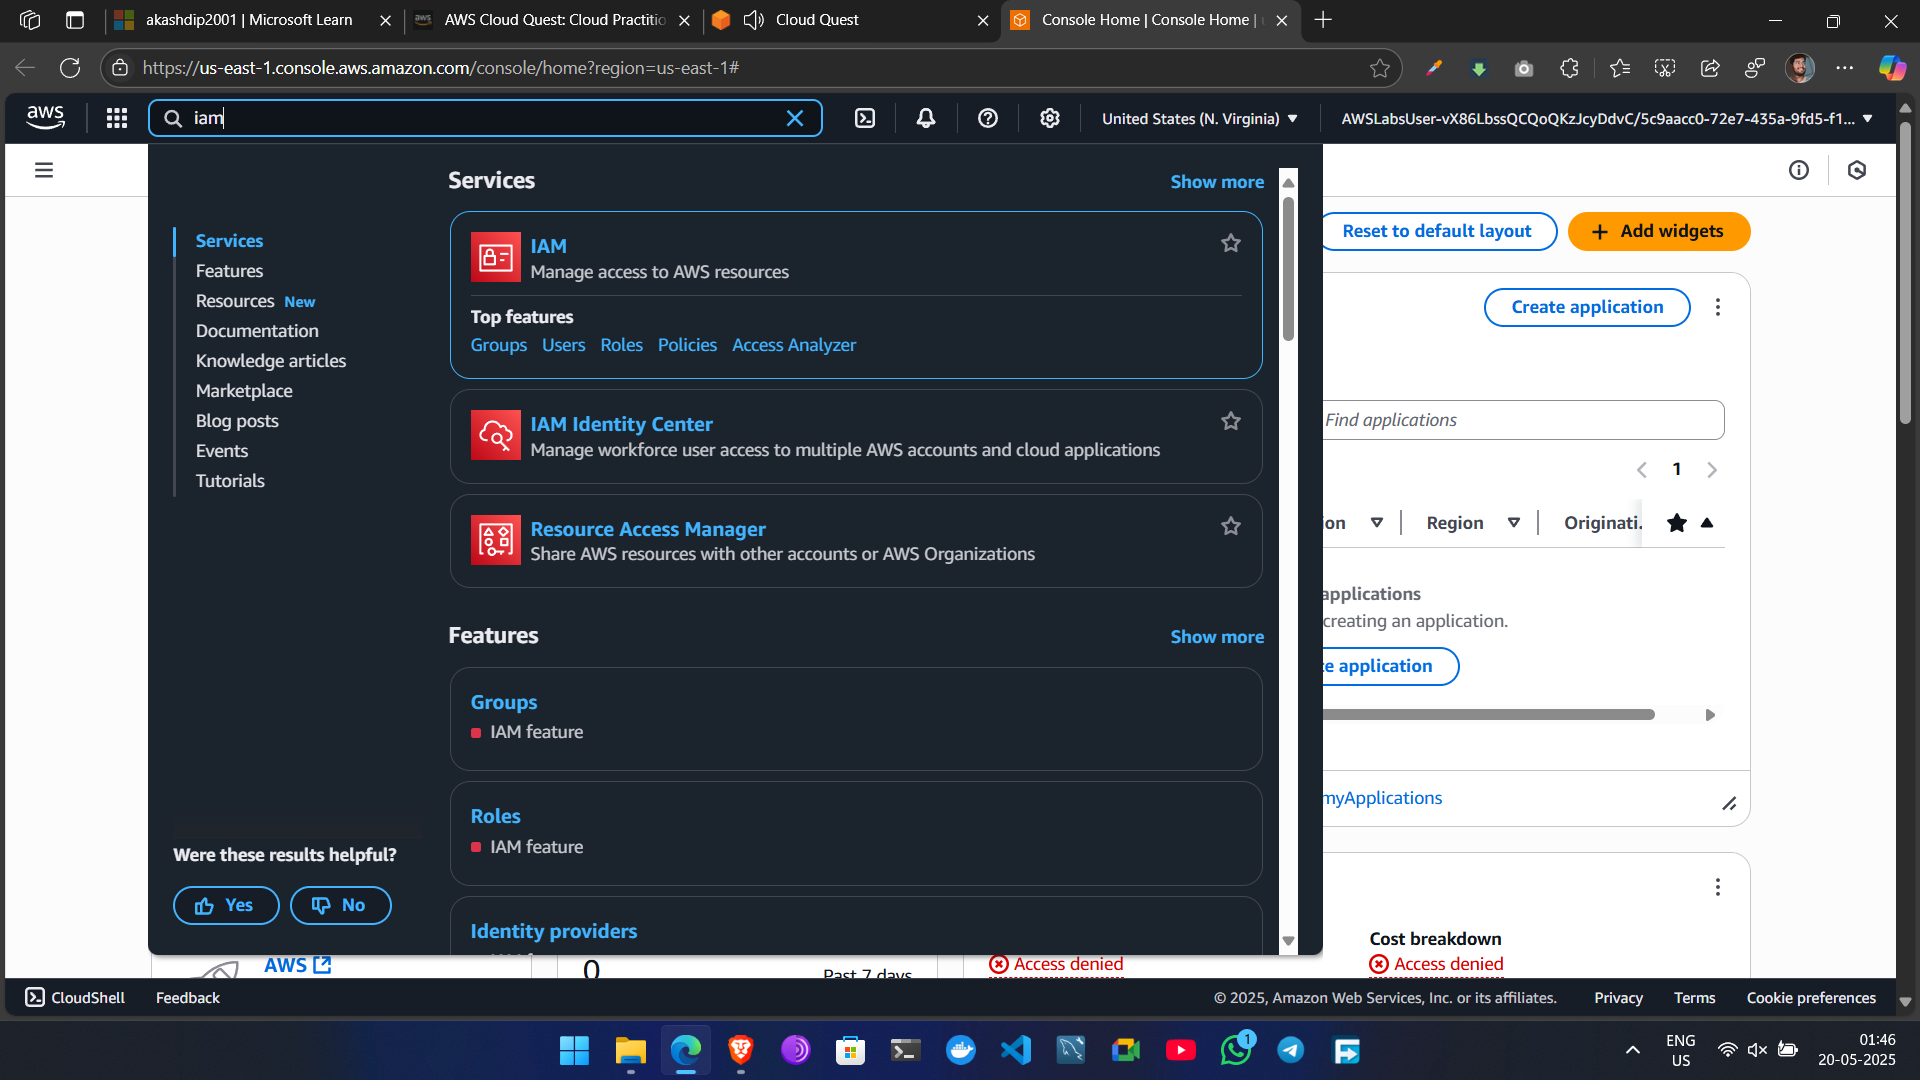 akashdip2001 | Microsoft Learn
AWS Cloud Quest: Cloud Practitio
Cloud Quest
Console Home | Console Home |
https://us-east-1.console.aws.amazon.com/console/home?region=us-east-1#
aws
iam
United States (N. Virginia)
AWSLabsUser-vX86LbssQCQoQKzJcyDdvC/5c9aacc0-72e7-435a-9fd5-f1...
Services
Features
Resources New
Documentation
Knowledge articles
Marketplace
Blog posts
Events
Tutorials
Were these results helpful?
Yes
No
Services
Show more
IAM
Manage access to AWS resources
Top features
Groups Users Roles Policies Access Analyzer
IAM Identity Center
Manage workforce user access to multiple AWS accounts and cloud applications
Resource Access Manager
Share AWS resources with other accounts or AWS Organizations
Features
Show more
Groups
IAM feature
Roles
IAM feature
Identity providers
Reset to default layout
Add widgets
Create application
Find applications
1
ion
Region
Originati.
applications
creating an application.
te application
myApplications
AWS
0
Past 7 days
Access denied
Cost breakdown
Access denied
CloudShell
Feedback
© 2025, Amazon Web Services, Inc. or its affiliates.
Privacy
Terms
Cookie preferences
1
ENG
US
01:46
20-05-2025